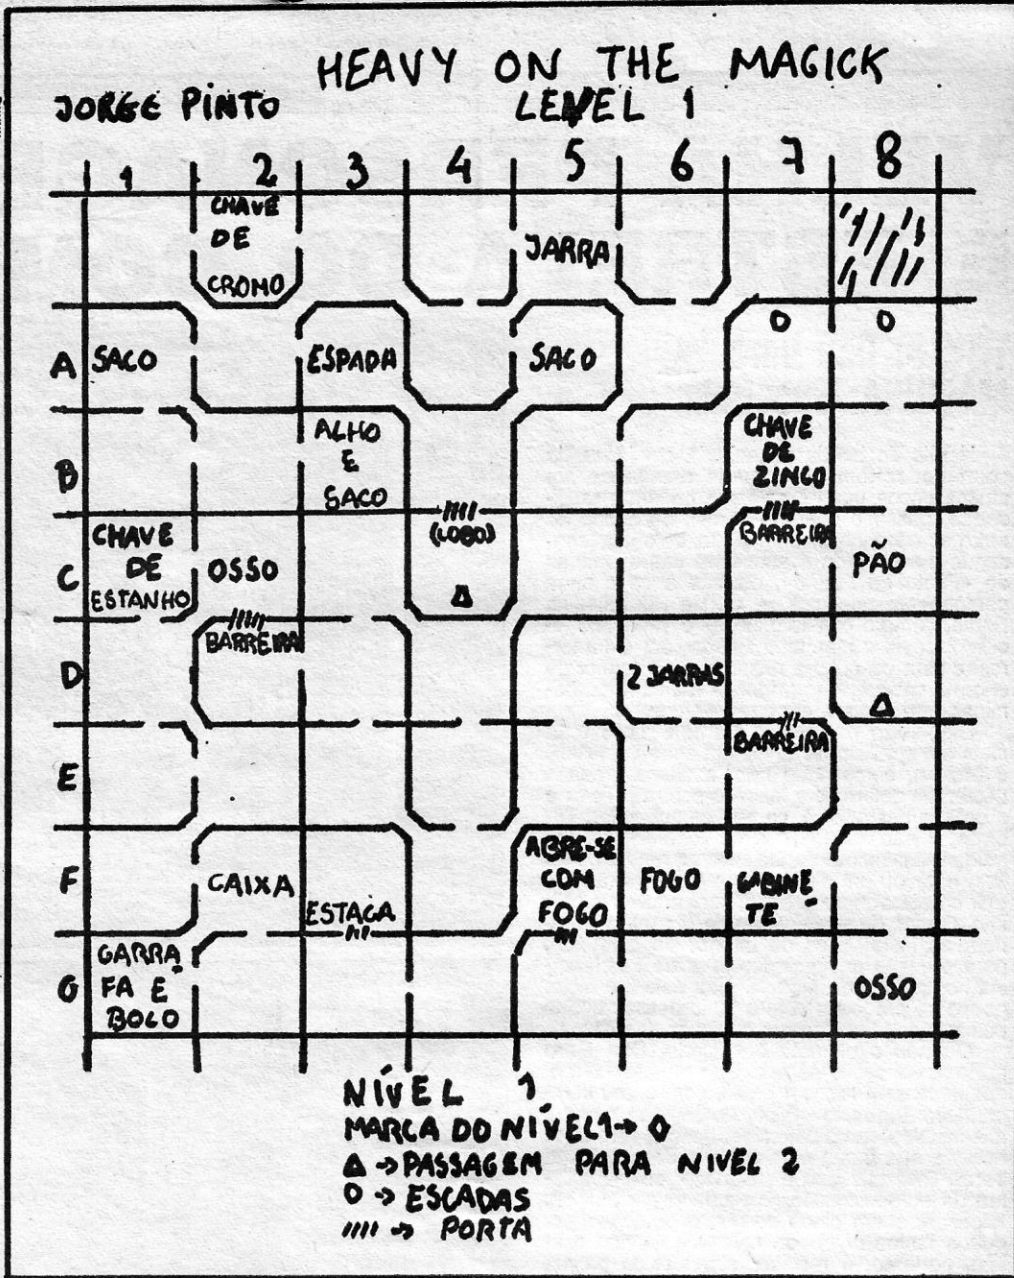 HEAVY ON THE MAGICK
JORGE PINTO
LEVEL 1
1 2 3 4 5 6 7 8
CHAVE
DE
CROMO
JARRA
A
SACO
ESPADA
SACO
O
O
B
ALHO
E
SACO
CHAVE
DE
ZINCO
C
CHAVE
DE
ESTANHO
OSSO
(LOBO)
Δ
BARREIRA
PÃO
D
BARREIRA
2 JARRAS
Δ
E
BARREIRA
F
CAIXA
ESTACA
ABRE-SE
COM
FOGO
FOGO
GABINE-
TE
G
GARRA-
FA E
BOLO
OSSO
NÍVEL 1
MARCA DO NÍVEL1→ ◊
Δ → PASSAGEM PARA NIVEL 2
O → ESCADAS
//// → PORTA